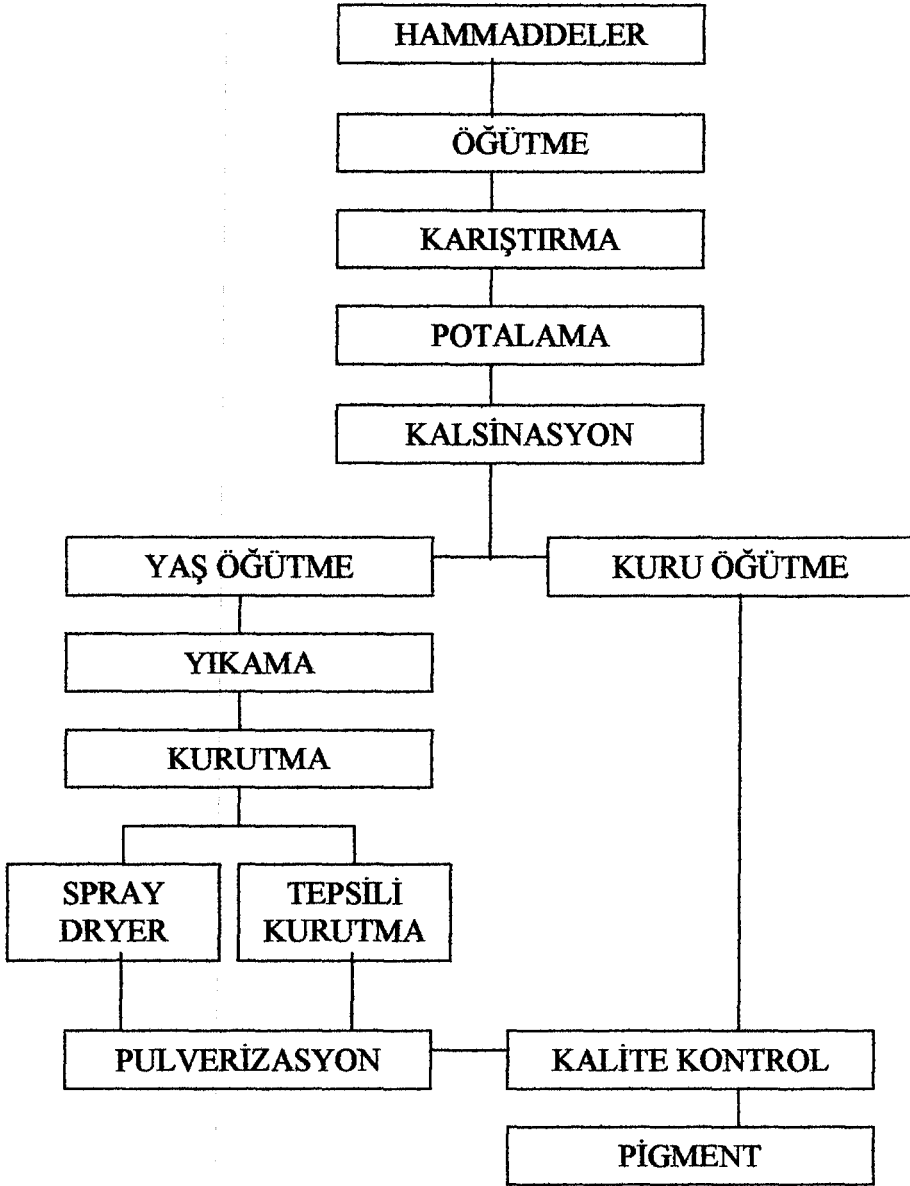 HAMMADDELER
ÖĞÜTME
KARIŞTIRMA
POTALAMA
KALSİNASYON
YAŞ ÖĞÜTME
KURU ÖĞÜTME
YIKAMA
KURUTMA
SPRAY
DRYER
TEPSİLİ
KURUTMA
PULVERİZASYON
KALİTE KONTROL
PİGMENT